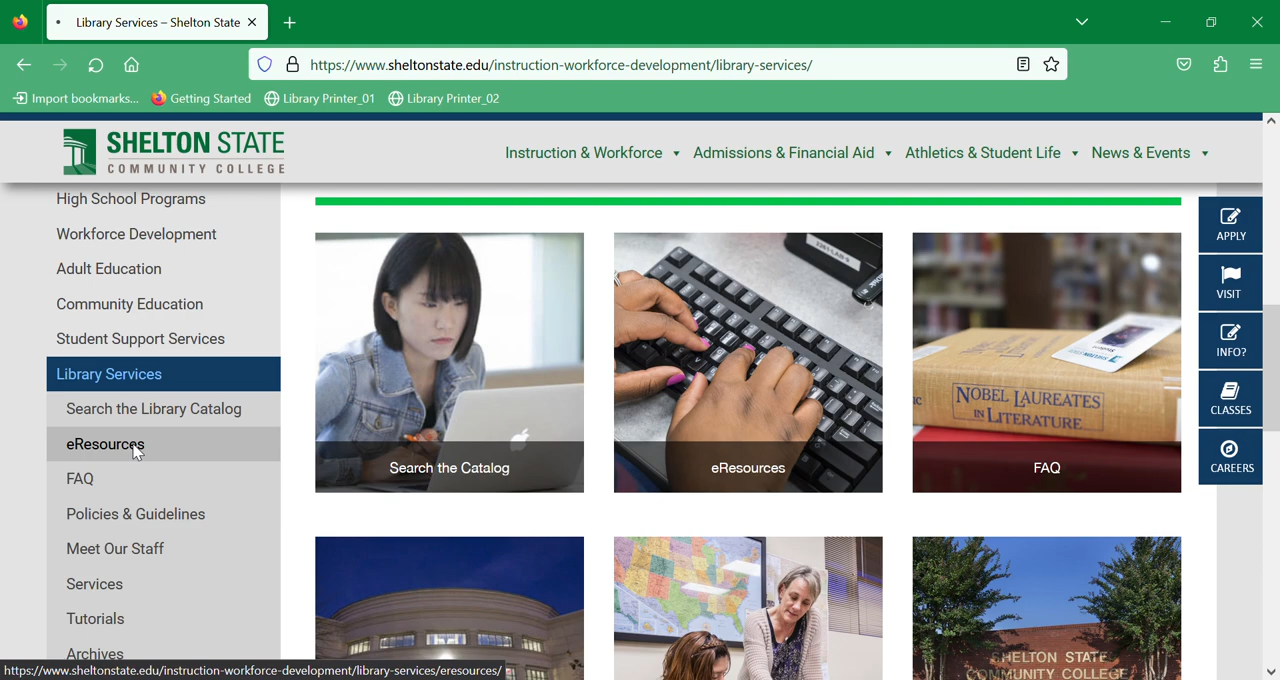 Library Services – Shelton State
https://www.sheltonstate.edu/instruction-workforce-development/library-services/
Import bookmarks... Getting Started Library Printer_01 Library Printer_02
SHELTON STATE
COMMUNITY COLLEGE
Instruction & Workforce Admissions & Financial Aid Athletics & Student Life News & Events
High School Programs
Workforce Development
Adult Education
Community Education
Student Support Services
Library Services
Search the Library Catalog
eResources
FAQ
Policies & Guidelines
Meet Our Staff
Services
Tutorials
Archives
NOBEL LAUREATES
IN LITERATURE
Search the Catalog
eResources
FAQ
SHELTON STATE
COMMUNITY COLLEGE
APPLY
VISIT
INFO?
CLASSES
CAREERS
https://www.sheltonstate.edu/instruction-workforce-development/library-services/eresources/